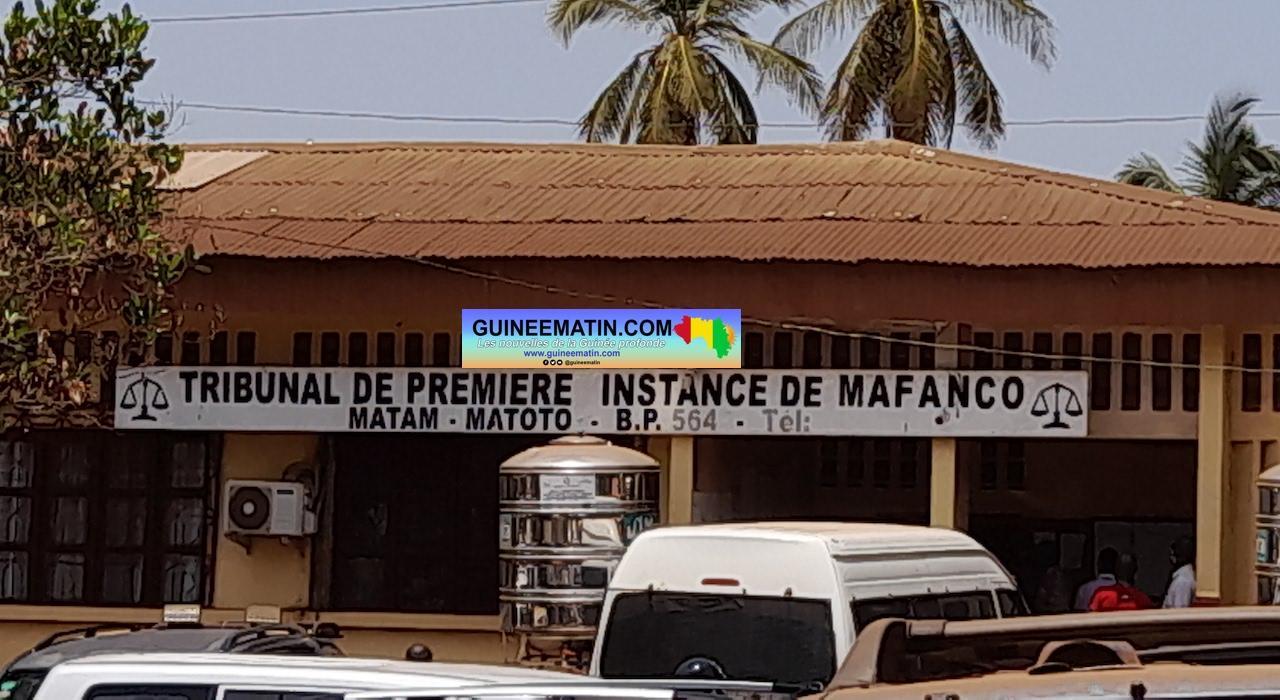 GUINEEMATIN.COM
Les nouvelles de la Guinée profonde
www.guineematin.com
@guineematin
TRIBUNAL DE PREMIERE INSTANCE DE MAFANCO
MATAM - MATOTO - B.P. 564 - Tél: